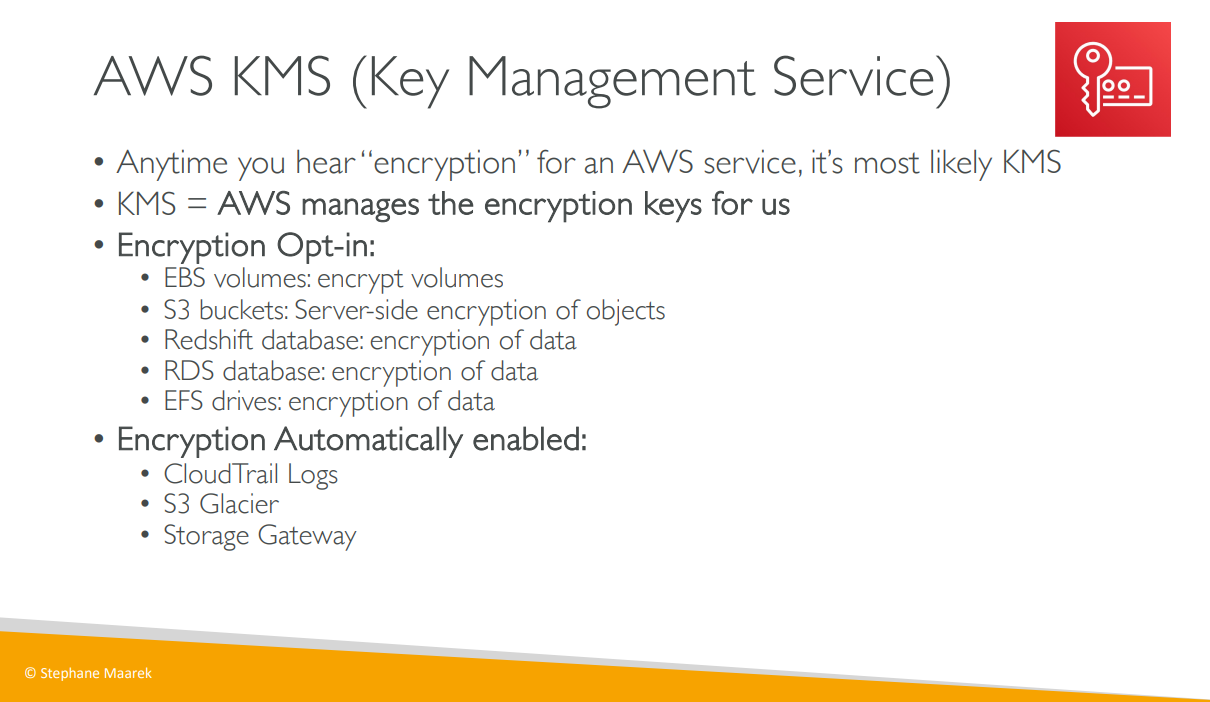 AWS KMS (Key Management Service)
• Anytime you hear “encryption” for an AWS service, it’s most likely KMS
• KMS = AWS manages the encryption keys for us
• Encryption Opt-in:
• EBS volumes: encrypt volumes
• S3 buckets: Server-side encryption of objects
• Redshift database: encryption of data
• RDS database: encryption of data
• EFS drives: encryption of data
• Encryption Automatically enabled:
• CloudTrail Logs
• S3 Glacier
• Storage Gateway
© Stephane Maarek